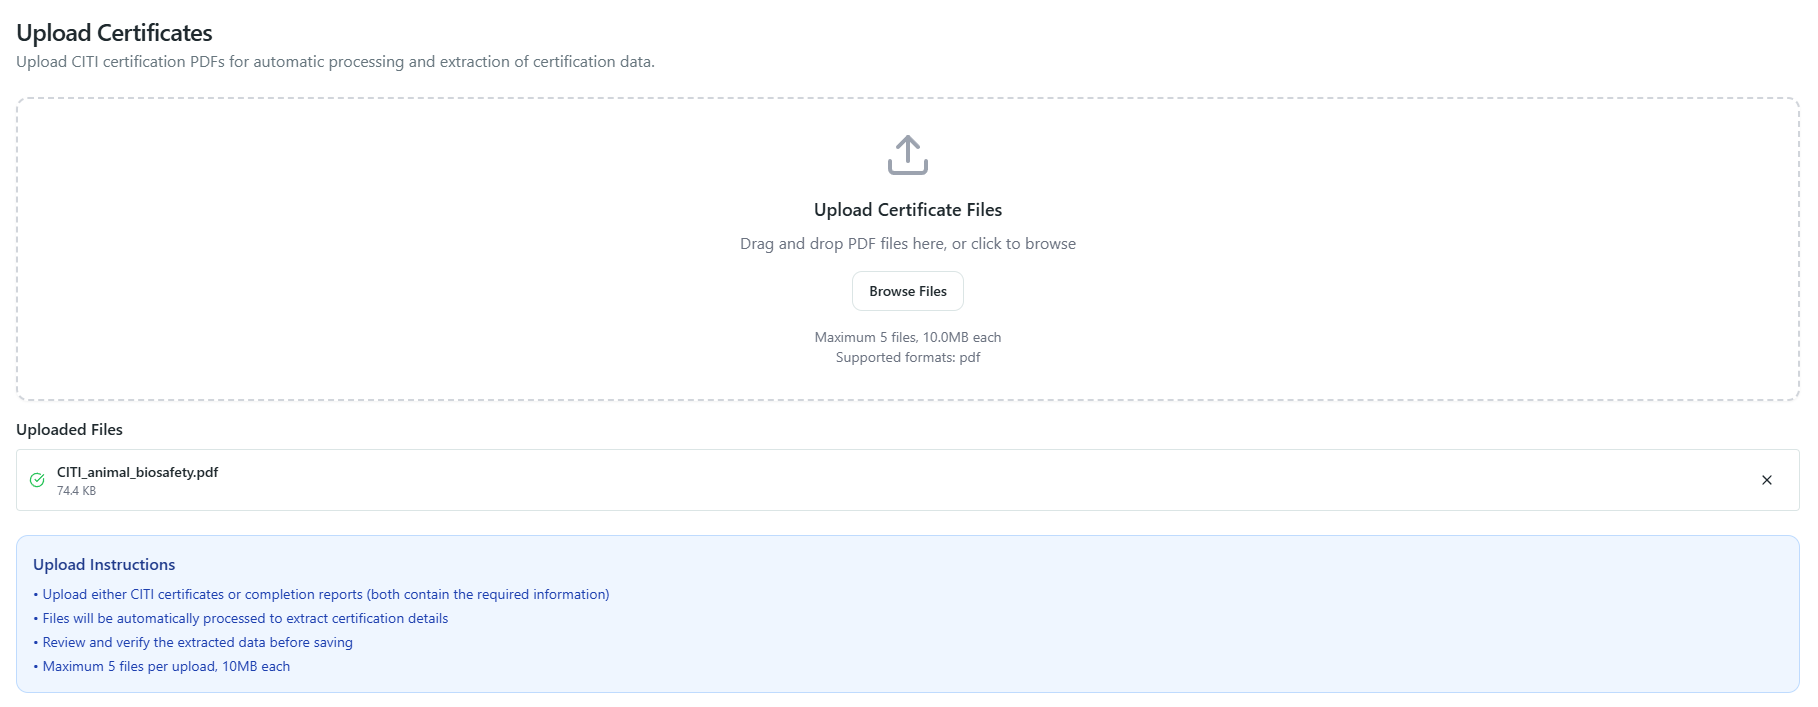 Upload Certificates
Upload CITI certification PDFs for automatic processing and extraction of certification data.
Upload Certificate Files
Drag and drop PDF files here, or click to browse
Browse Files
Maximum 5 files, 10.0MB each
Supported formats: pdf
Uploaded Files
CITI_animal_biosafety.pdf
74.4 KB
Upload Instructions
• Upload either CITI certificates or completion reports (both contain the required information)
• Files will be automatically processed to extract certification details
• Review and verify the extracted data before saving
• Maximum 5 files per upload, 10MB each